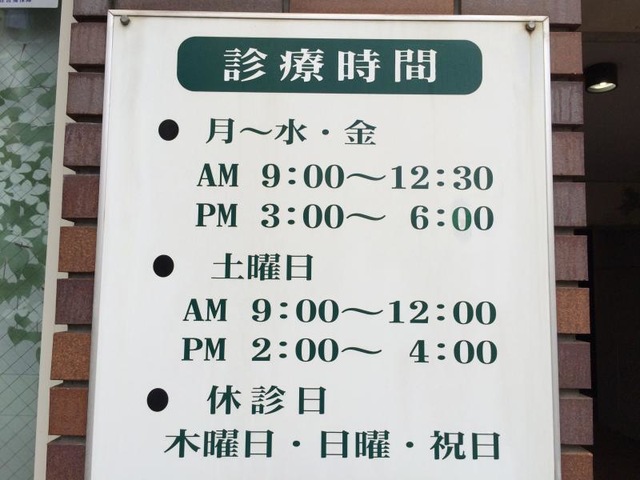 診療時間
● 月～水・金
AM 9:00～12:30
PM 3:00～ 6:00
● 土曜日
AM 9:00～12:00
PM 2:00～ 4:00
● 休診日
木曜日・日曜・祝日